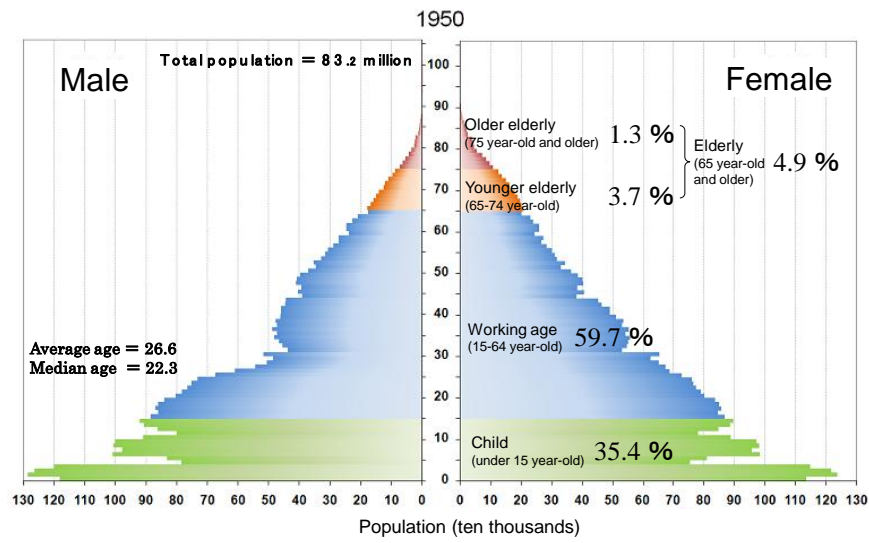 1950
Male
Total population = 83.2 million
Female
100
90
80
70
60
50
40
30
20
10
0
Older elderly
(75 year-old and older)
1.3 %
Younger elderly
(65-74 year-old)
3.7 %
Elderly
(65 year-old
and older)
4.9 %
Average age = 26.6
Median age = 22.3
Working age
(15-64 year-old)
59.7 %
Child
(under 15 year-old)
35.4 %
130 120 110 100 90 80 70 60 50 40 30 20 10 0
0 10 20 30 40 50 60 70 80 90 100 110 120 130
Population (ten thousands)